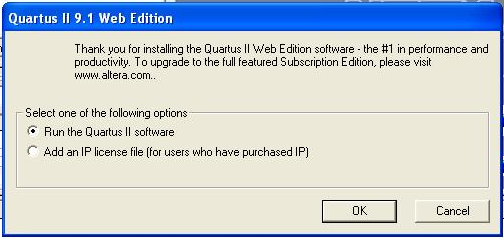 Quartus II 9.1 Web Edition
Thank you for installing the Quartus II Web Edition software - the #1 in performance and
productivity. To upgrade to the full featured Subscription Edition, please visit
www.altera.com..
Select one of the following options
Run the Quartus II software
Add an IP license file (for users who have purchased IP)
OK
Cancel